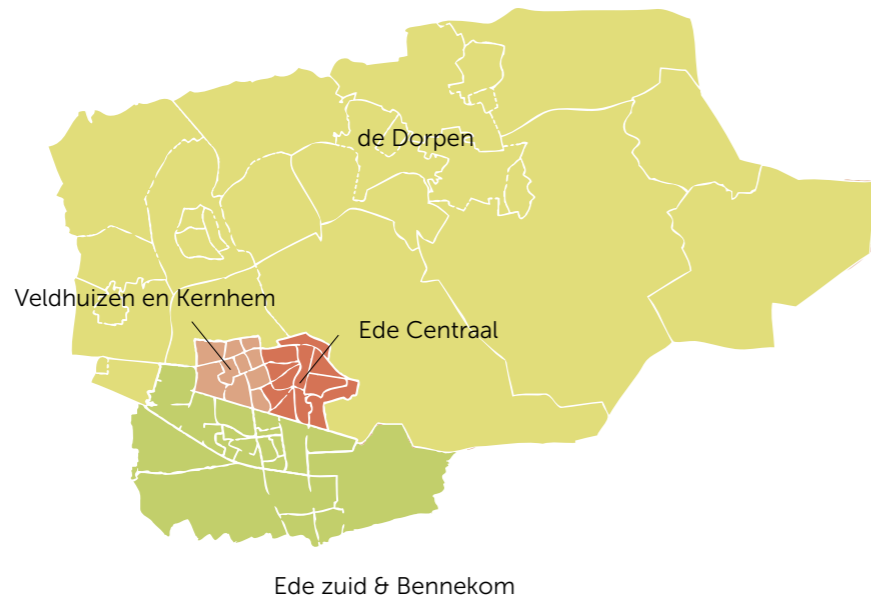 de Dorpen
Veldhuizen en Kernhem
Ede Centraal
Ede zuid & Bennekom